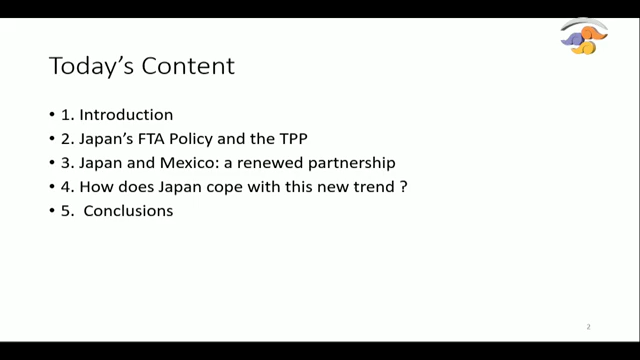 Today's Content
• 1. Introduction
• 2. Japan's FTA Policy and the TPP
• 3. Japan and Mexico: a renewed partnership
• 4. How does Japan cope with this new trend ?
• 5.  Conclusions
2